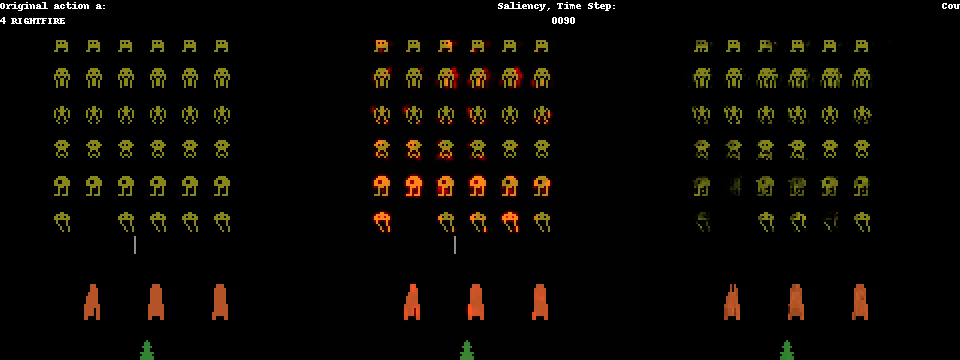 Original action a:
4 RIGHTFIRE
Saliency, Time Step:
0090
Cou